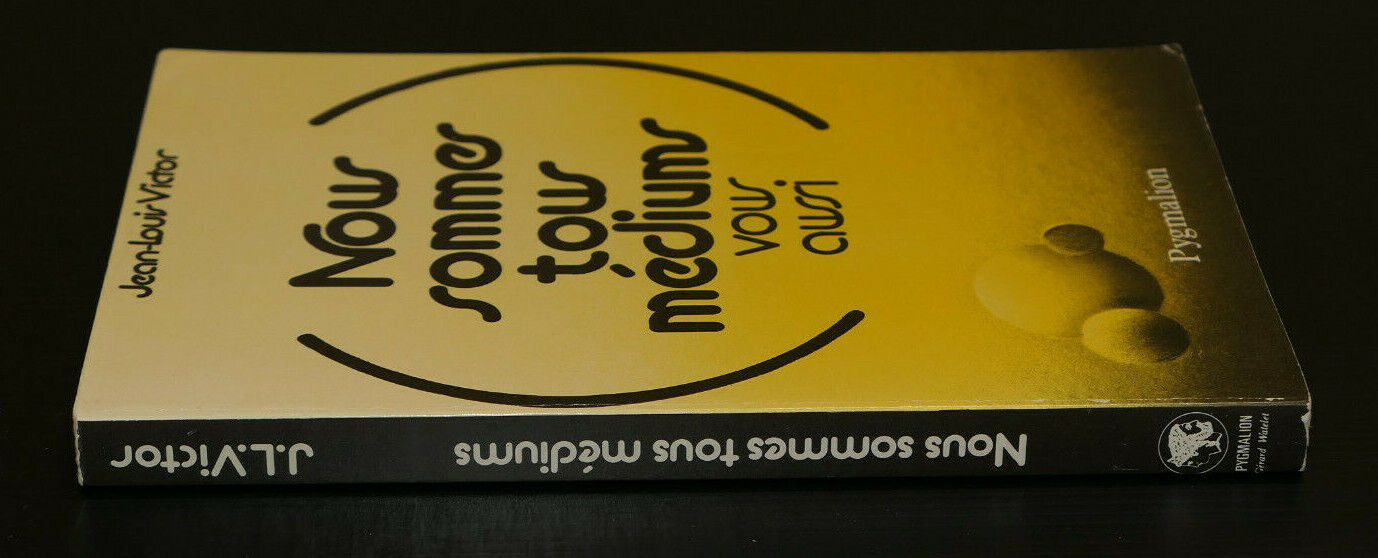 Jean-Louis Victor
Nous
sommes
tous
médiums
vous
aussi
Pygmalion
J.L.Victor
Nous sommes tous médiums
PYGMALION
Gérard Watelet